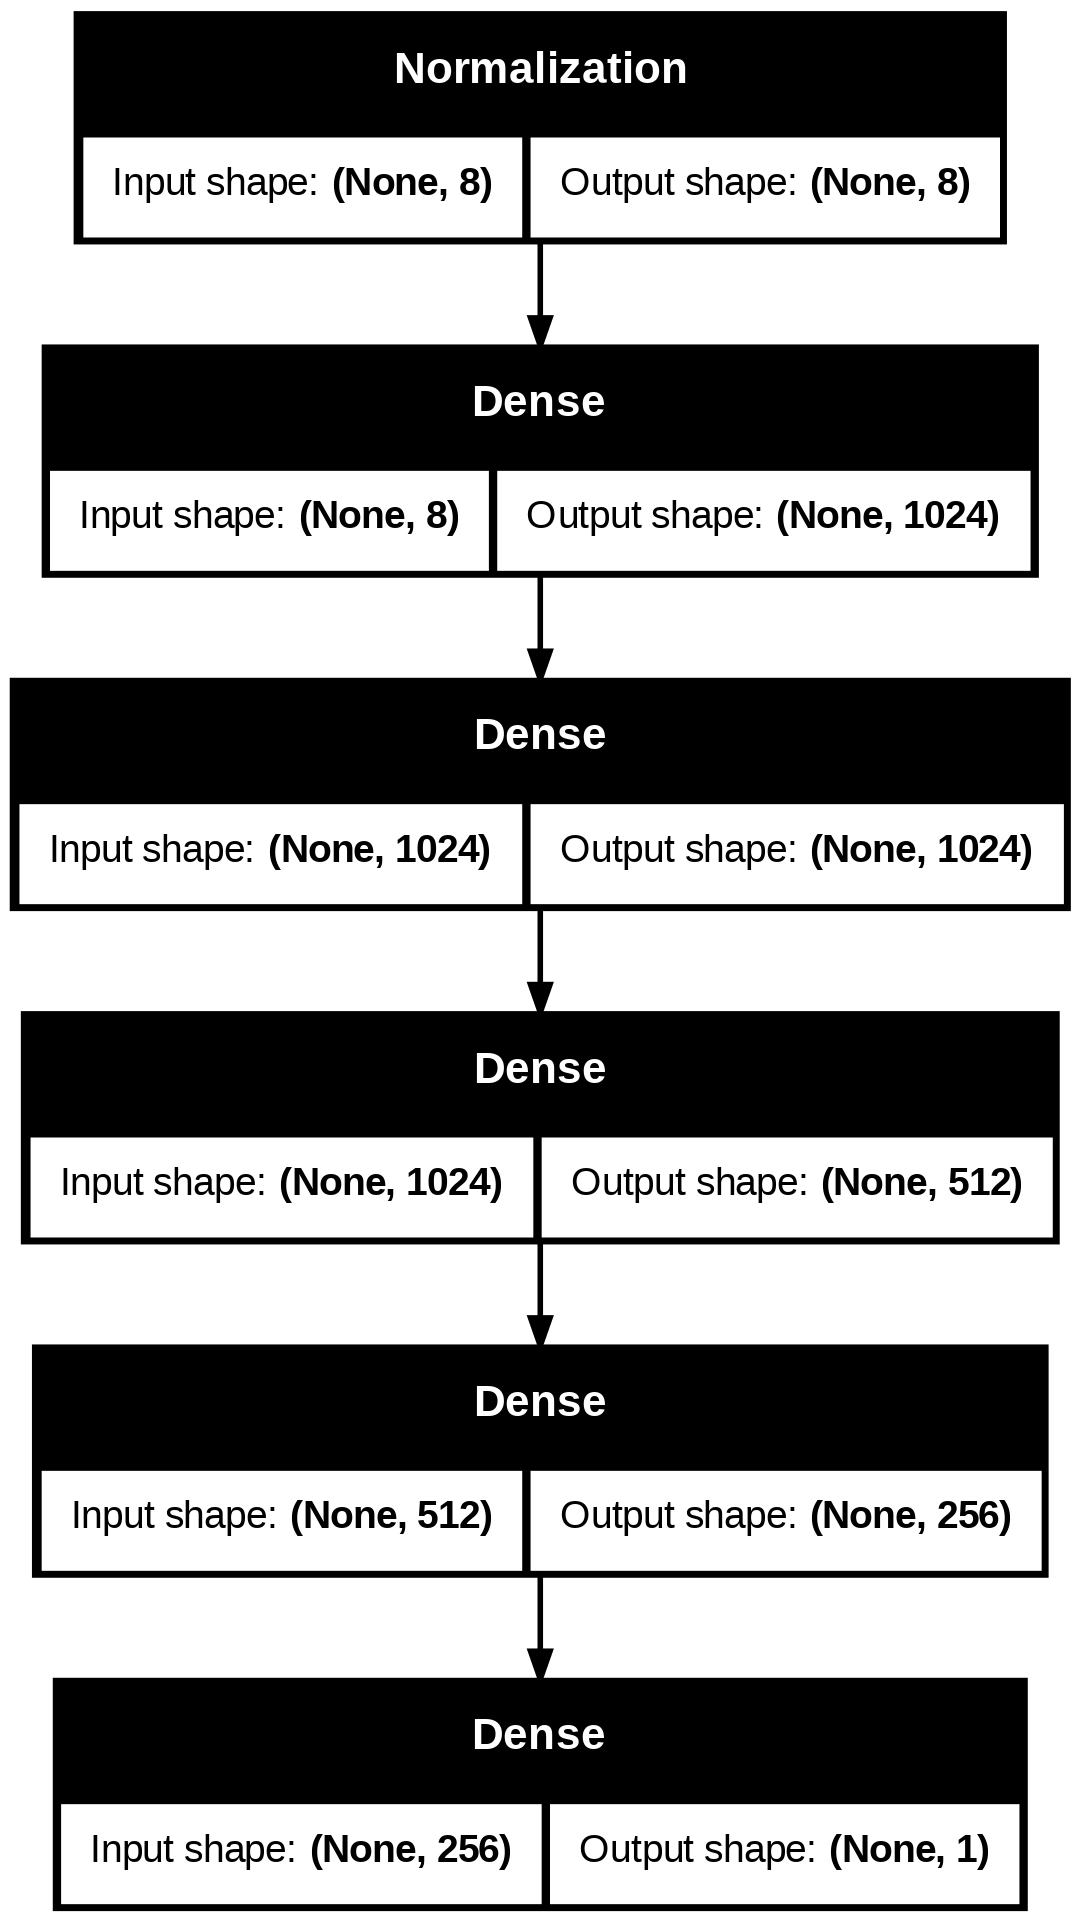 Normalization
Input shape: (None, 8) Output shape: (None, 8)
Dense
Input shape: (None, 8) Output shape: (None, 1024)
Dense
Input shape: (None, 1024) Output shape: (None, 1024)
Dense
Input shape: (None, 1024) Output shape: (None, 512)
Dense
Input shape: (None, 512) Output shape: (None, 256)
Dense
Input shape: (None, 256) Output shape: (None, 1)